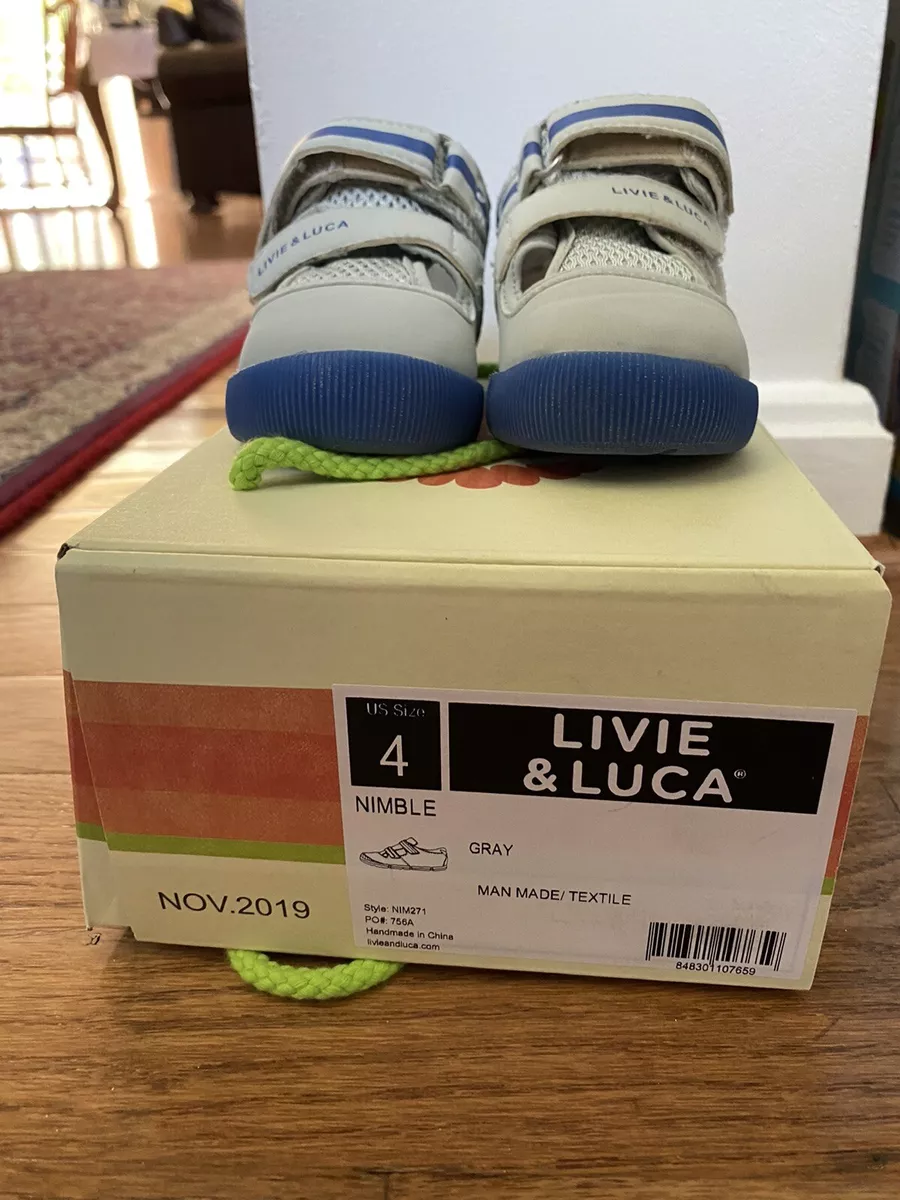 LIVIE & LUCA
LIVIE & LUCA
US Size
4
LIVIE
& LUCA®
NIMBLE
GRAY
MAN MADE/ TEXTILE
Style: NIM271
PO#: 756A
Handmade in China
livieandluca.com
848301107659
NOV.2019